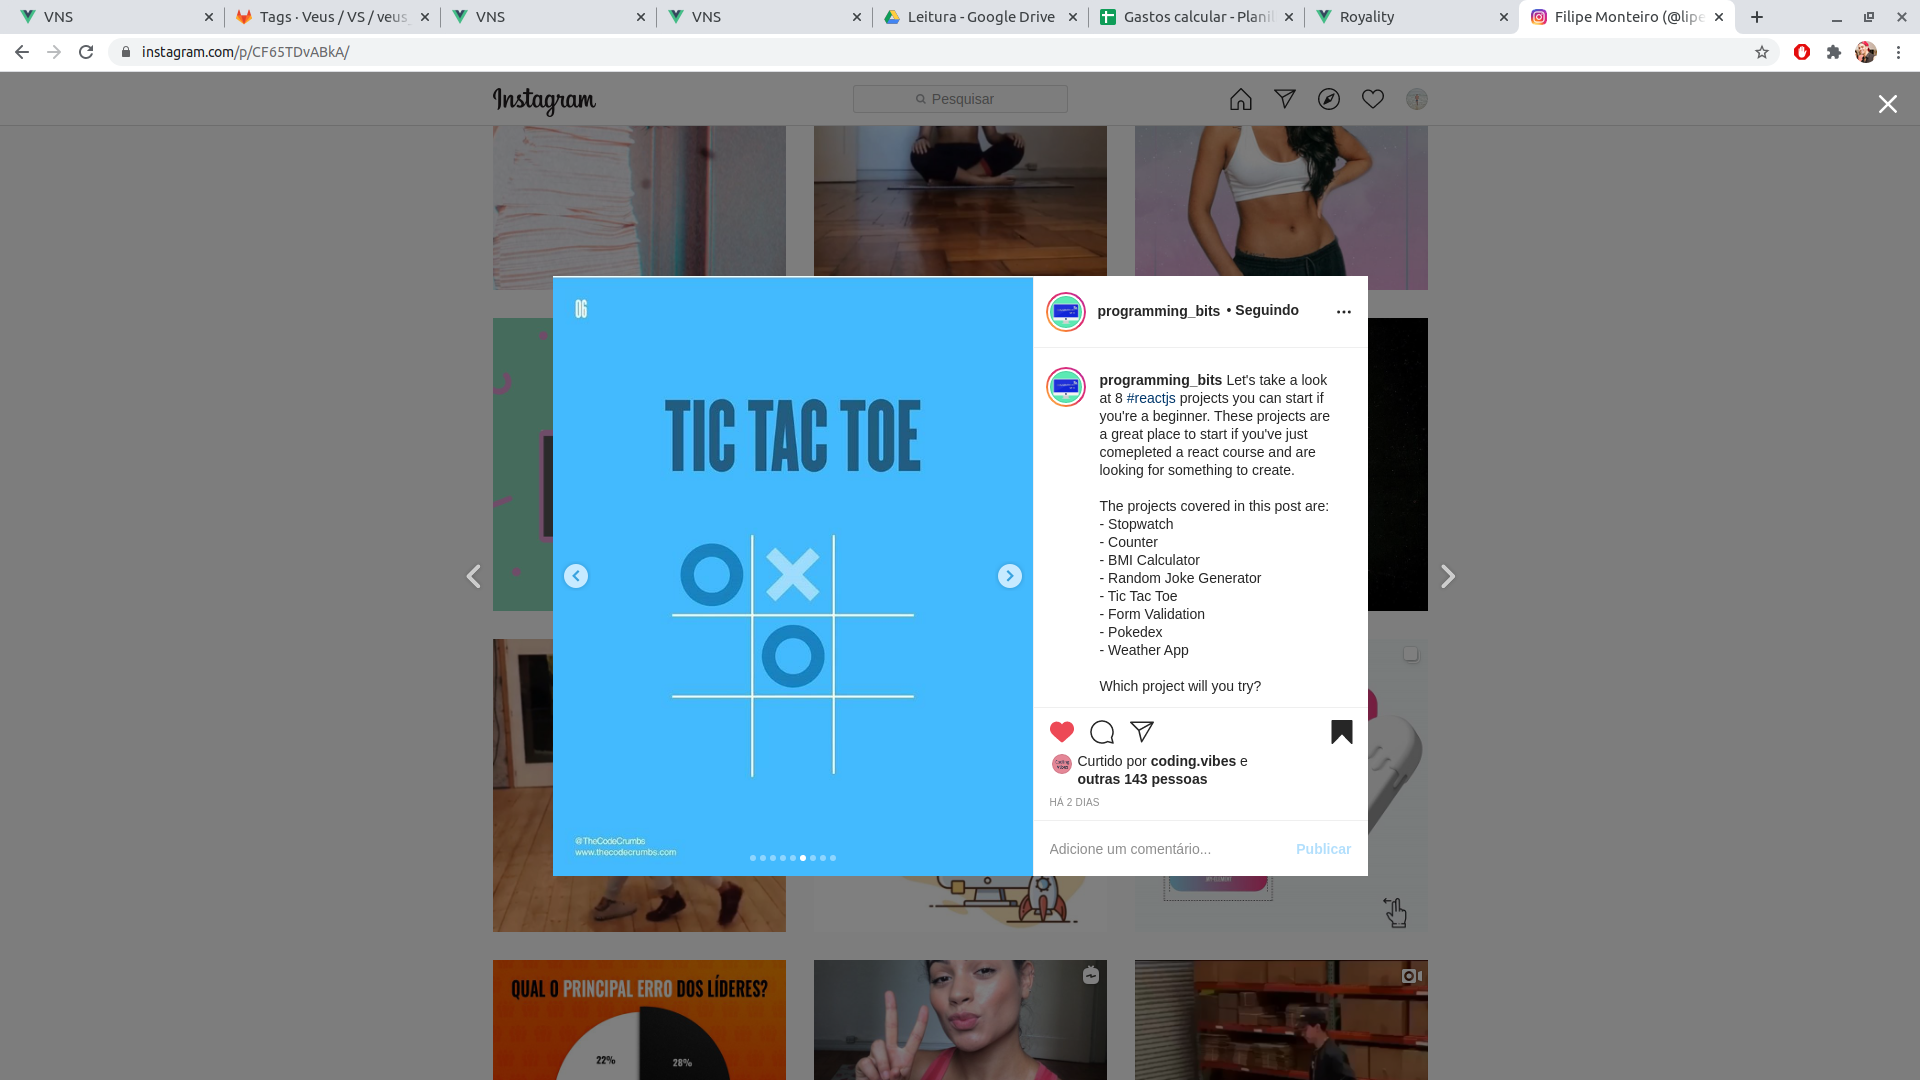 VNS
Tags · Veus / VS / veus_
VNS
VNS
Leitura - Google Drive
Gastos calcular - Planil
Royality
Filipe Monteiro (@lipe
instagram.com/p/CF65TDvABkA/
Instagram
Pesquisar
06
TIC TAC TOE
@TheCodeCrumbs
www.thecodecrumbs.com
programming_bits • Seguindo
programming_bits Let's take a look
at 8 #reactjs projects you can start if
you're a beginner. These projects are
a great place to start if you've just
comepleted a react course and are
looking for something to create.
The projects covered in this post are:
- Stopwatch
- Counter
- BMI Calculator
- Random Joke Generator
- Tic Tac Toe
- Form Validation
- Pokedex
- Weather App
Which project will you try?
Curtido por coding.vibes e
outras 143 pessoas
HÁ 2 DIAS
Adicione um comentário...
Publicar
QUAL O PRINCIPAL ERRO DOS LÍDERES?
22%
28%